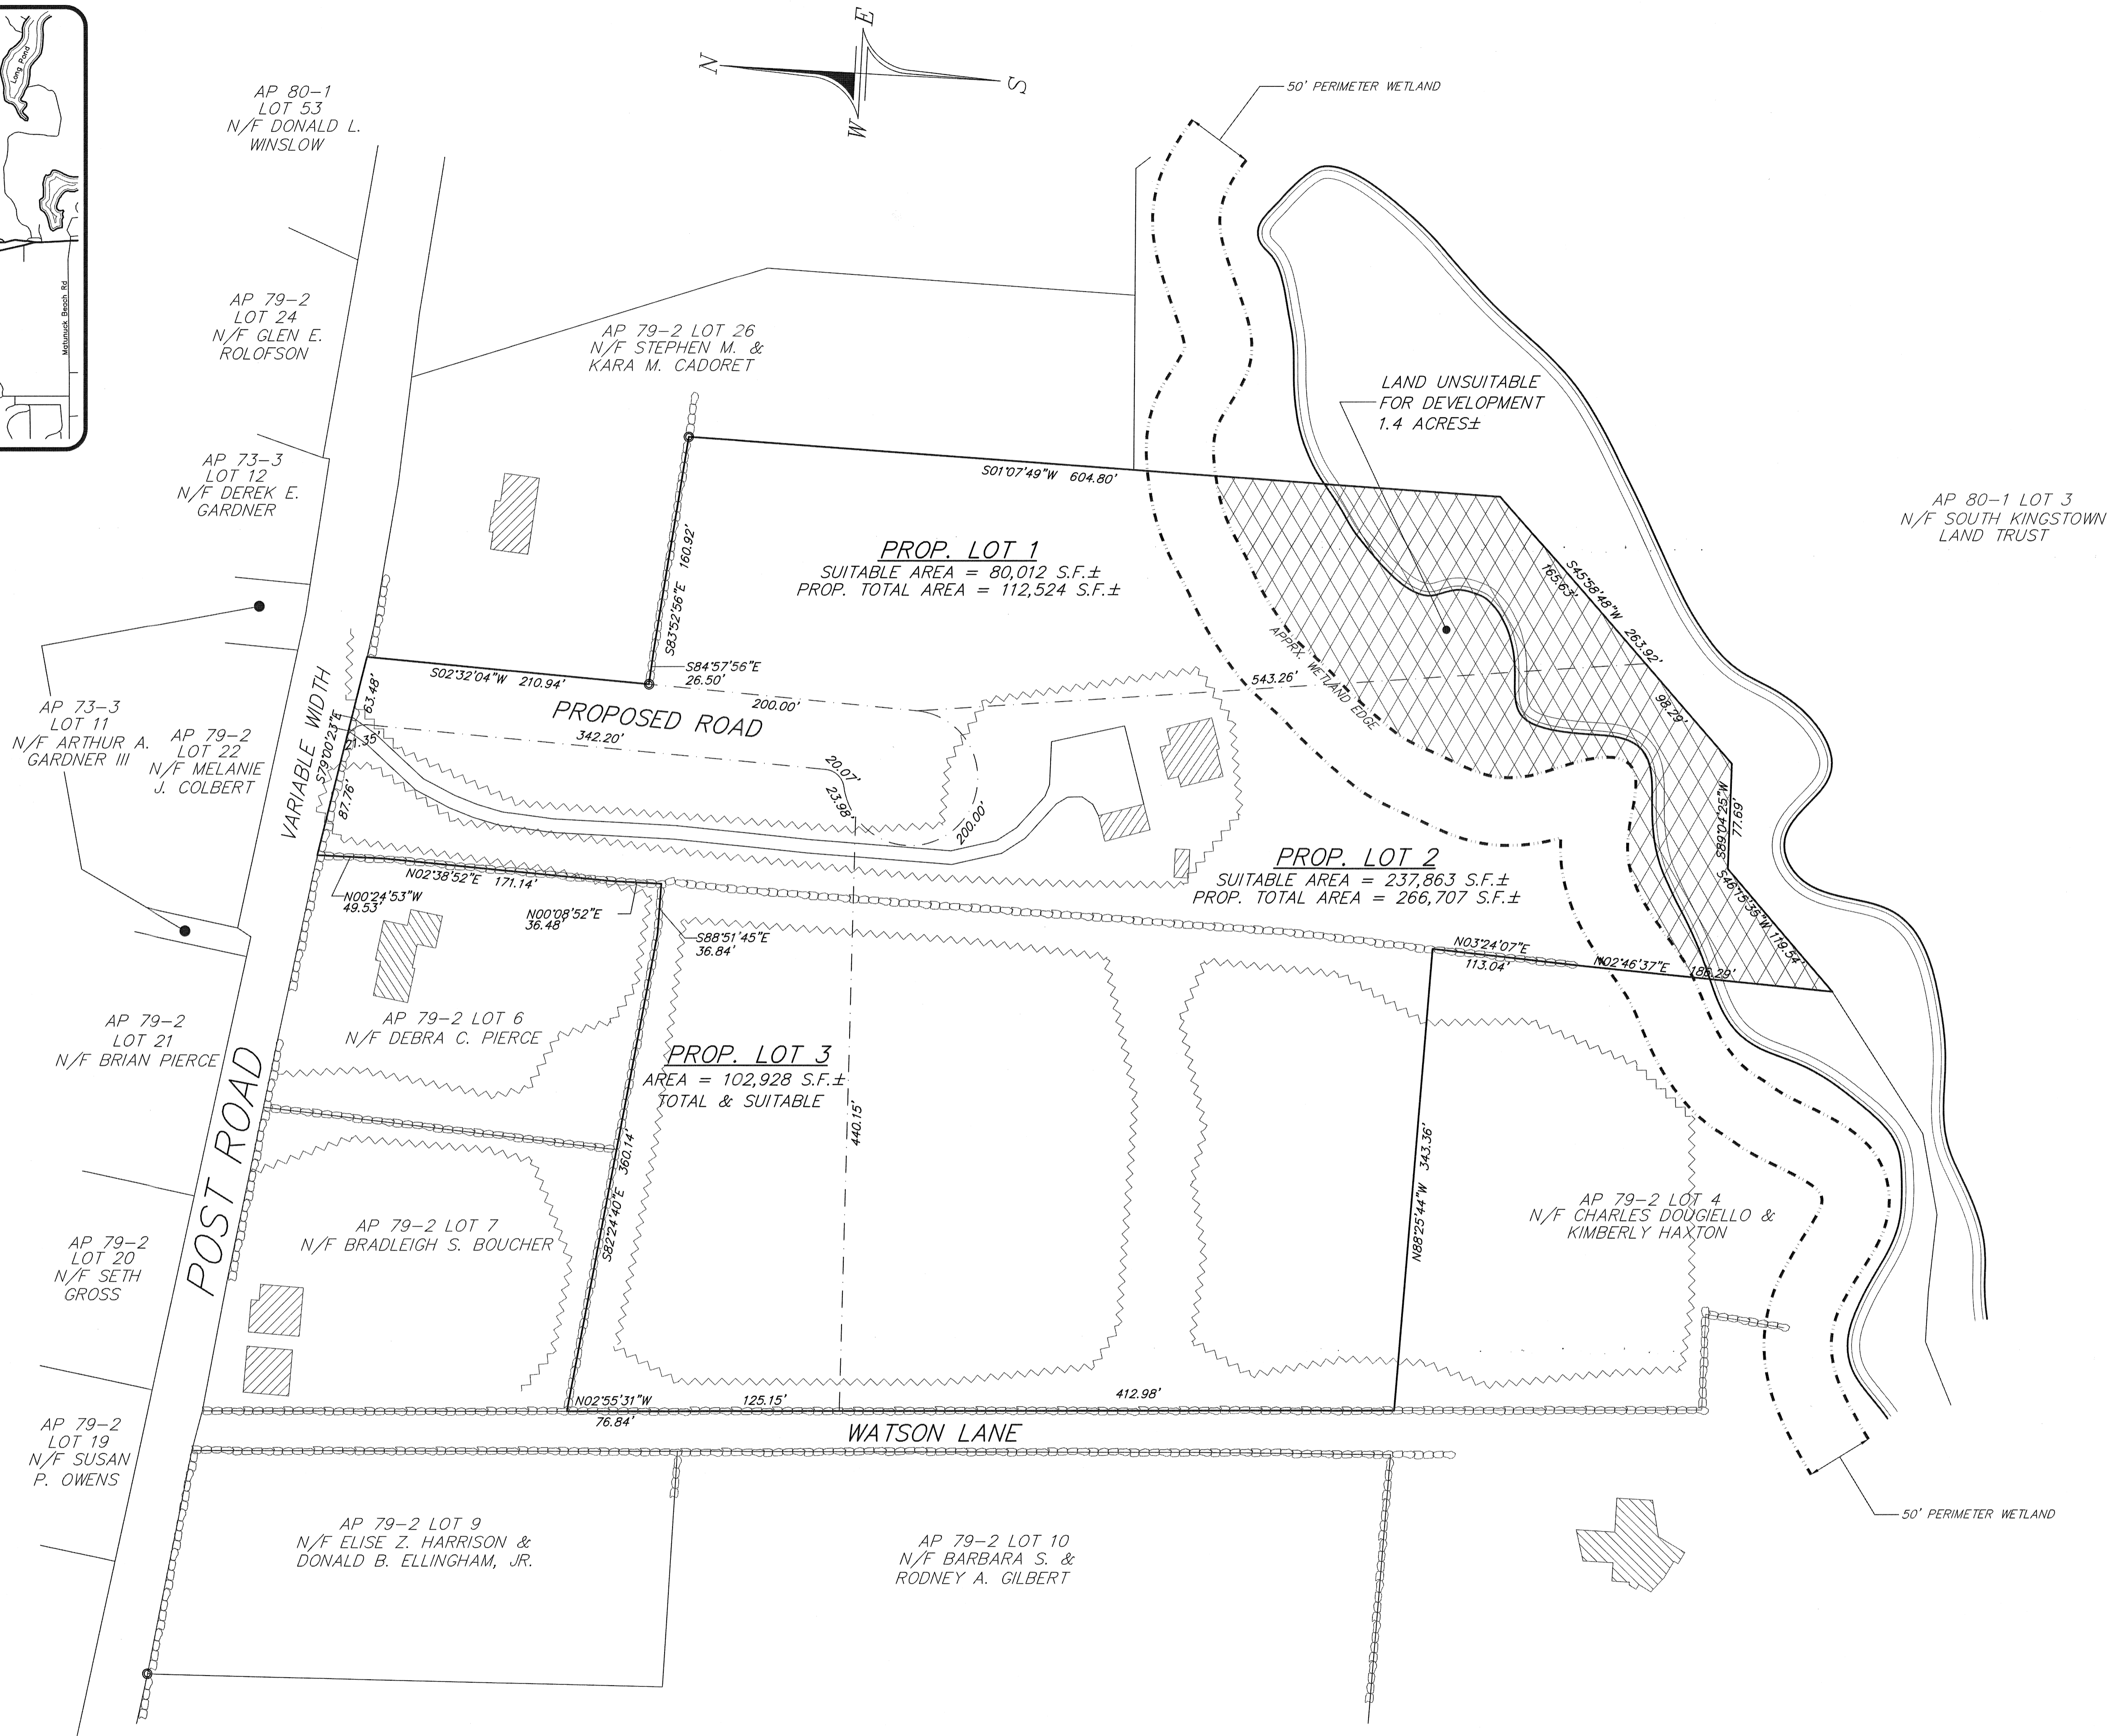 Long Pond
Matunuck Beach Rd
N
E
S
W
50' PERIMETER WETLAND
AP 80-1
LOT 53
N/F DONALD L.
WINSLOW
AP 79-2
LOT 24
N/F GLEN E.
ROLOFSON
AP 79-2 LOT 26
N/F STEPHEN M. &
KARA M. CADORET
LAND UNSUITABLE
FOR DEVELOPMENT
1.4 ACRES±
AP 73-3
LOT 12
N/F DEREK E.
GARDNER
S01°07'49"W 604.80'
AP 80-1 LOT 3
N/F SOUTH KINGSTOWN
LAND TRUST
PROP. LOT 1
SUITABLE AREA = 80,012 S.F.±
PROP. TOTAL AREA = 112,524 S.F.±
S83°52'56"E 160.92'
S45°58'48"W 263.92'
165.63'
98.29'
APPRX. WETLAND EDGE
S84°57'56"E
26.50'
S02°32'04"W 210.94'
200.00'
543.26'
PROPOSED ROAD
342.20'
63.48'
S79°00'23"E
21.35'
87.76'
VARIABLE WIDTH
AP 73-3
LOT 11
N/F ARTHUR A.
GARDNER III
AP 79-2
LOT 22
N/F MELANIE
J. COLBERT
20.07'
23.98'
200.00'
S89°04'25"W
77.69'
PROP. LOT 2
SUITABLE AREA = 237,863 S.F.±
PROP. TOTAL AREA = 266,707 S.F.±
S46°15'35"W 119.54'
N02°38'52"E 171.14'
N00°24'53"W
49.53'
N00°08'52"E
36.48'
S88°51'45"E
36.84'
N03°24'07"E
113.04'
N02°46'37"E 186.29'
AP 79-2
LOT 21
N/F BRIAN PIERCE
AP 79-2 LOT 6
N/F DEBRA C. PIERCE
PROP. LOT 3
AREA = 102,928 S.F.±
TOTAL & SUITABLE
440.15'
S82°24'40"E 360.14'
N88°25'44"W 343.36'
POST ROAD
AP 79-2
LOT 20
N/F SETH
GROSS
AP 79-2 LOT 7
N/F BRADLEIGH S. BOUCHER
AP 79-2 LOT 4
N/F CHARLES DOUGIELLO &
KIMBERLY HAXTON
N02°55'31"W
76.84'
125.15'
412.98'
WATSON LANE
AP 79-2
LOT 19
N/F SUSAN
P. OWENS
AP 79-2 LOT 9
N/F ELISE Z. HARRISON &
DONALD B. ELLINGHAM, JR.
AP 79-2 LOT 10
N/F BARBARA S. &
RODNEY A. GILBERT
50' PERIMETER WETLAND